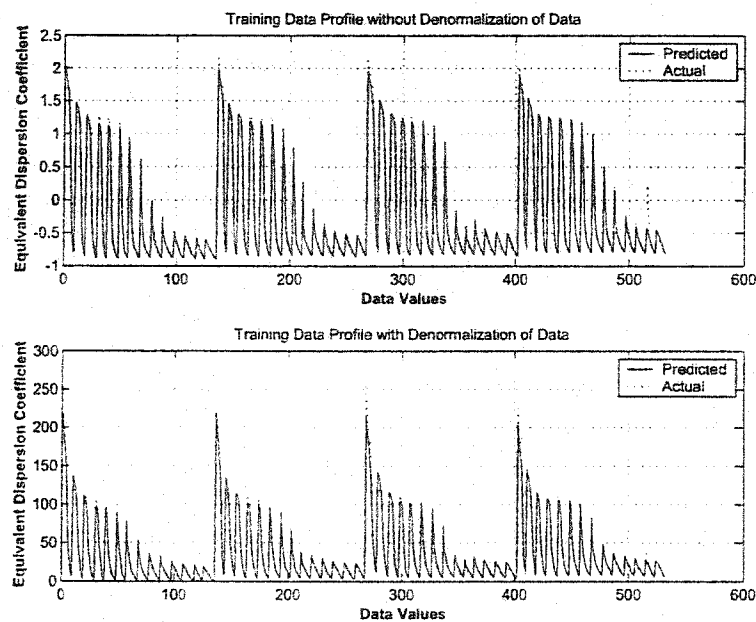 Training Data Profile without Denormalization of Data
Equivalent Dispersion Coefficient
2.5
2
1.5
1
0.5
0
-0.5
-1
Predicted
Actual
0 100 200 300 400 500 600
Data Values
Training Data Profile with Denormalization of Data
Equivalent Dispersion Coefficient
300
250
200
150
100
50
0
Predicted
Actual
0 100 200 300 400 500 600
Data Values